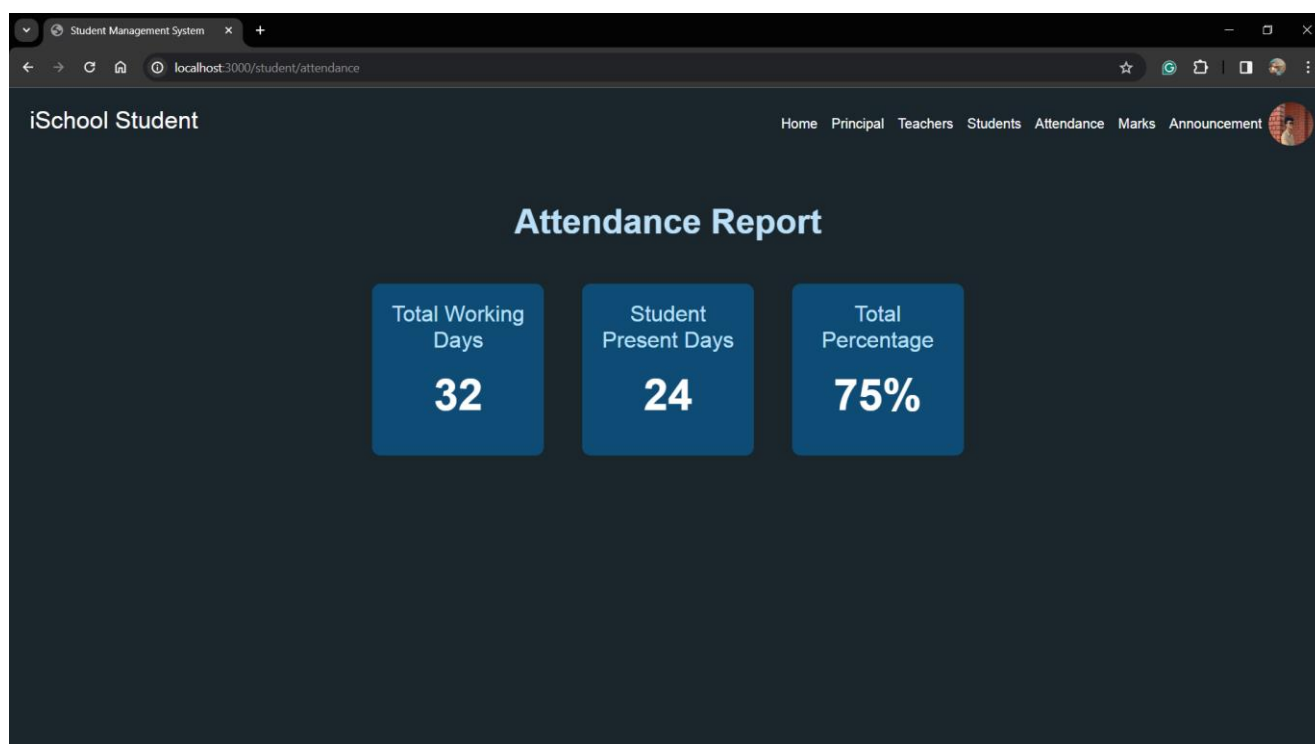 Student Management System
localhost:3000/student/attendance
iSchool Student
Home Principal Teachers Students Attendance Marks Announcement
Attendance Report
Total Working
Days
32
Student
Present Days
24
Total
Percentage
75%